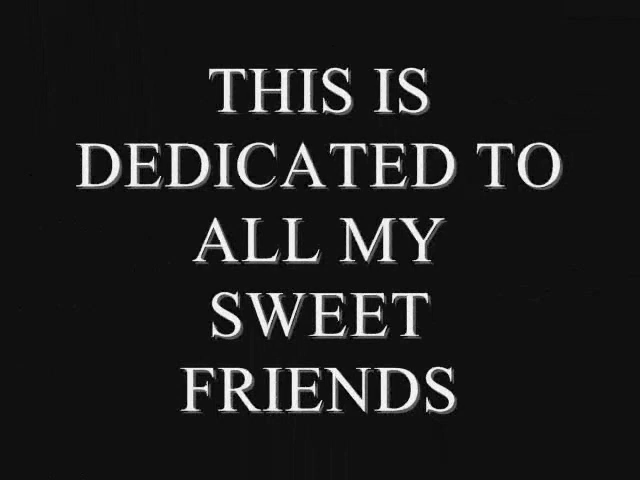 THIS IS
DEDICATED TO
ALL MY
SWEET
FRIENDS